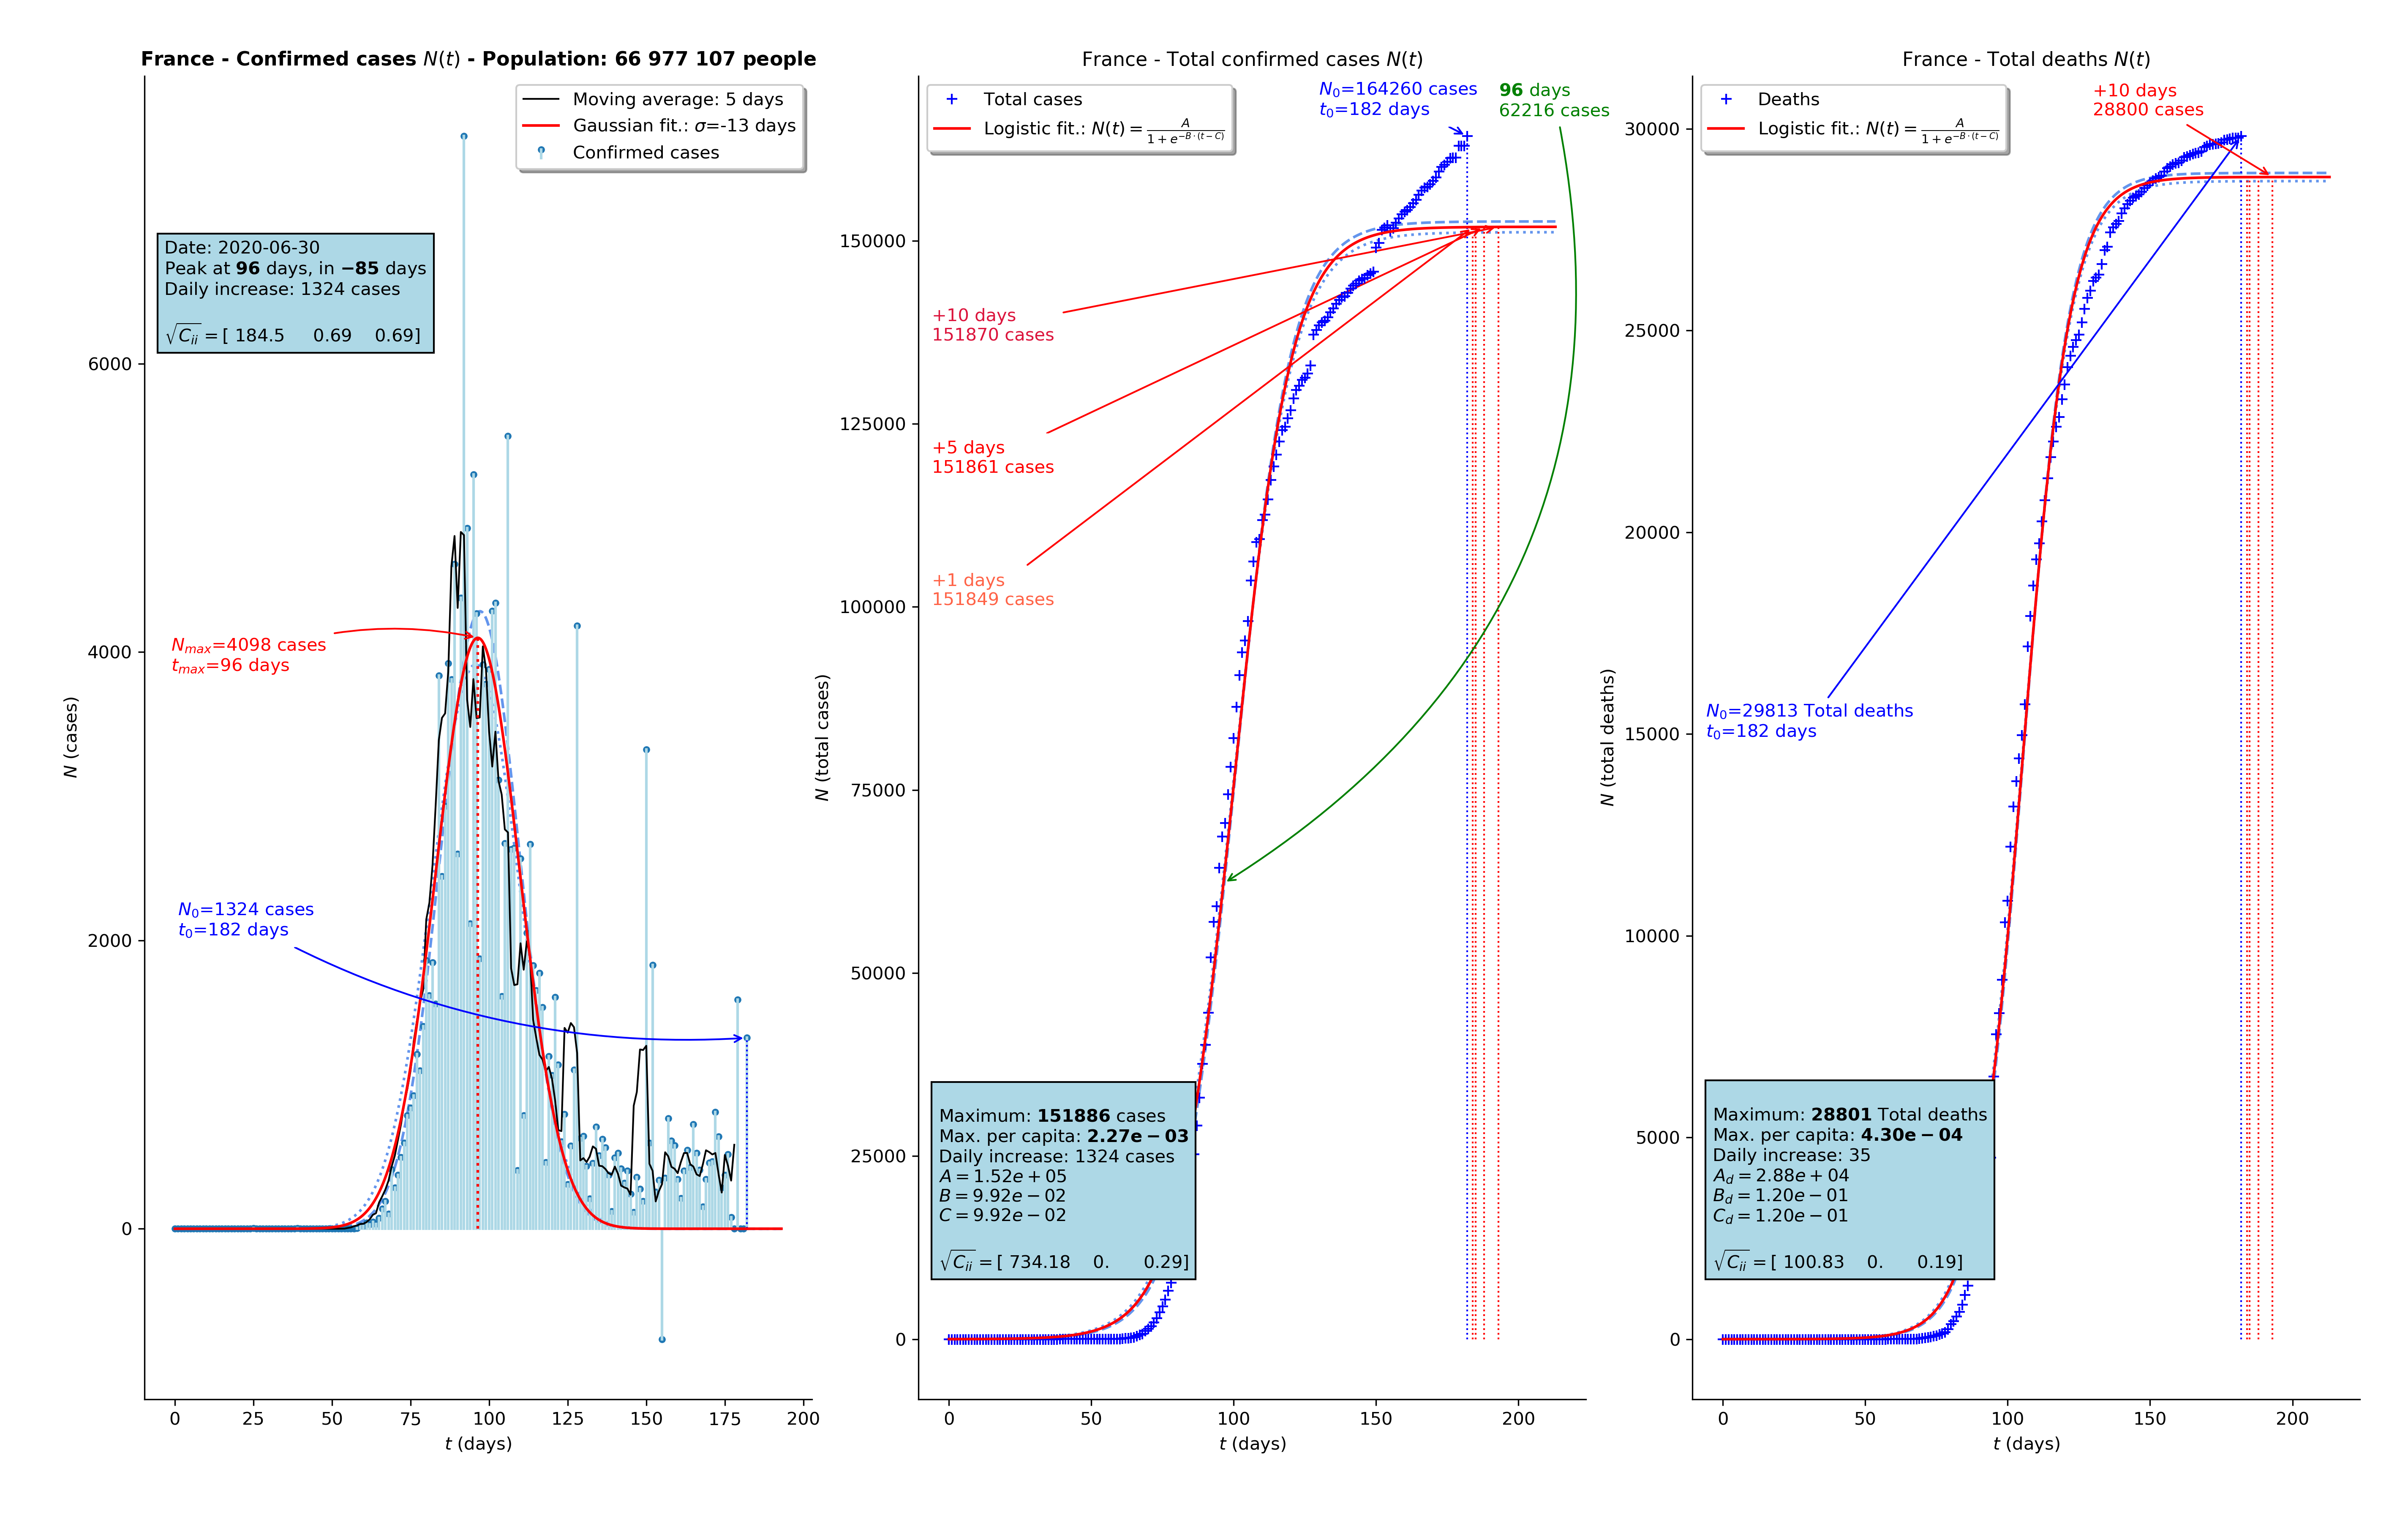 France - Confirmed cases N(t) - Population: 66 977 107 people
Moving average: 5 days
Gaussian fit.: σ=-13 days
Confirmed cases
Date: 2020-06-30
Peak at 96 days, in −85 days
Daily increase: 1324 cases
√C_ii = [ 184.5 0.69 0.69]
N_max=4098 cases
t_max=96 days
N_0=1324 cases
t_0=182 days
N (cases)
6000
4000
2000
0
0 25 50 75 100 125 150 175 200
t (days)
France - Total confirmed cases N(t)
Total cases
Logistic fit.: N(t) = A / (1 + e^{−B·(t−C)})
N_0=164260 cases
t_0=182 days
96 days
62216 cases
+10 days
151870 cases
+5 days
151861 cases
+1 days
151849 cases
Maximum: 151886 cases
Max. per capita: 2.27e − 03
Daily increase: 1324 cases
A = 1.52e + 05
B = 9.92e − 02
C = 9.92e − 02
√C_ii = [ 734.18 0. 0.29]
N (total cases)
150000
125000
100000
75000
50000
25000
0
0 50 100 150 200
t (days)
France - Total deaths N(t)
Deaths
Logistic fit.: N(t) = A / (1 + e^{−B·(t−C)})
+10 days
28800 cases
N_0=29813 Total deaths
t_0=182 days
Maximum: 28801 Total deaths
Max. per capita: 4.30e − 04
Daily increase: 35
A_d = 2.88e + 04
B_d = 1.20e − 01
C_d = 1.20e − 01
√C_ii = [ 100.83 0. 0.19]
N (total deaths)
30000
25000
20000
15000
10000
5000
0
0 50 100 150 200
t (days)